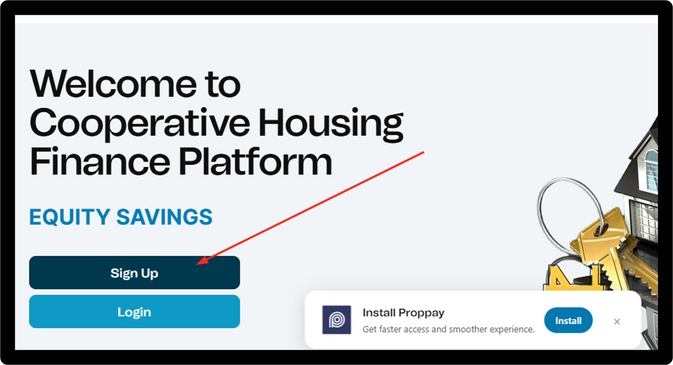 Welcome to
Cooperative Housing
Finance Platform
EQUITY SAVINGS
Sign Up
Login
Install Proppay
Get faster access and smoother experience.
Install
×